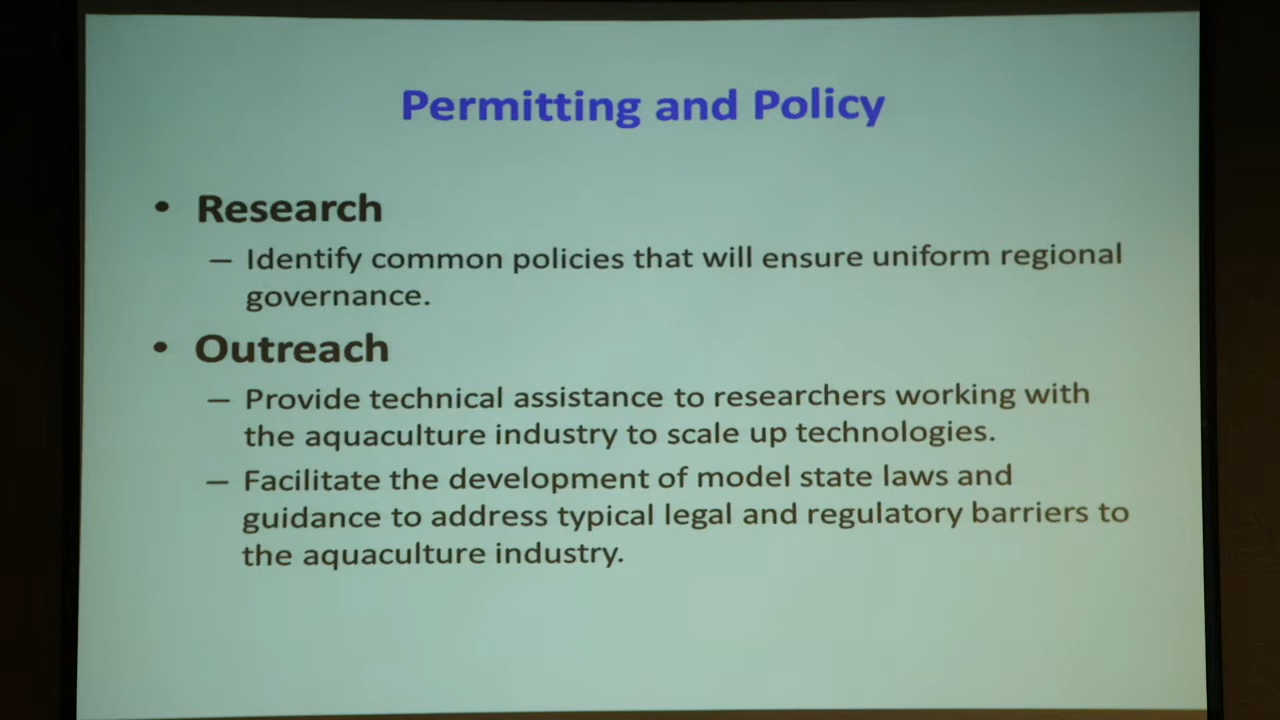 Permitting and Policy
• Research
– Identify common policies that will ensure uniform regional
governance.
• Outreach
– Provide technical assistance to researchers working with
the aquaculture industry to scale up technologies.
– Facilitate the development of model state laws and
guidance to address typical legal and regulatory barriers to
the aquaculture industry.